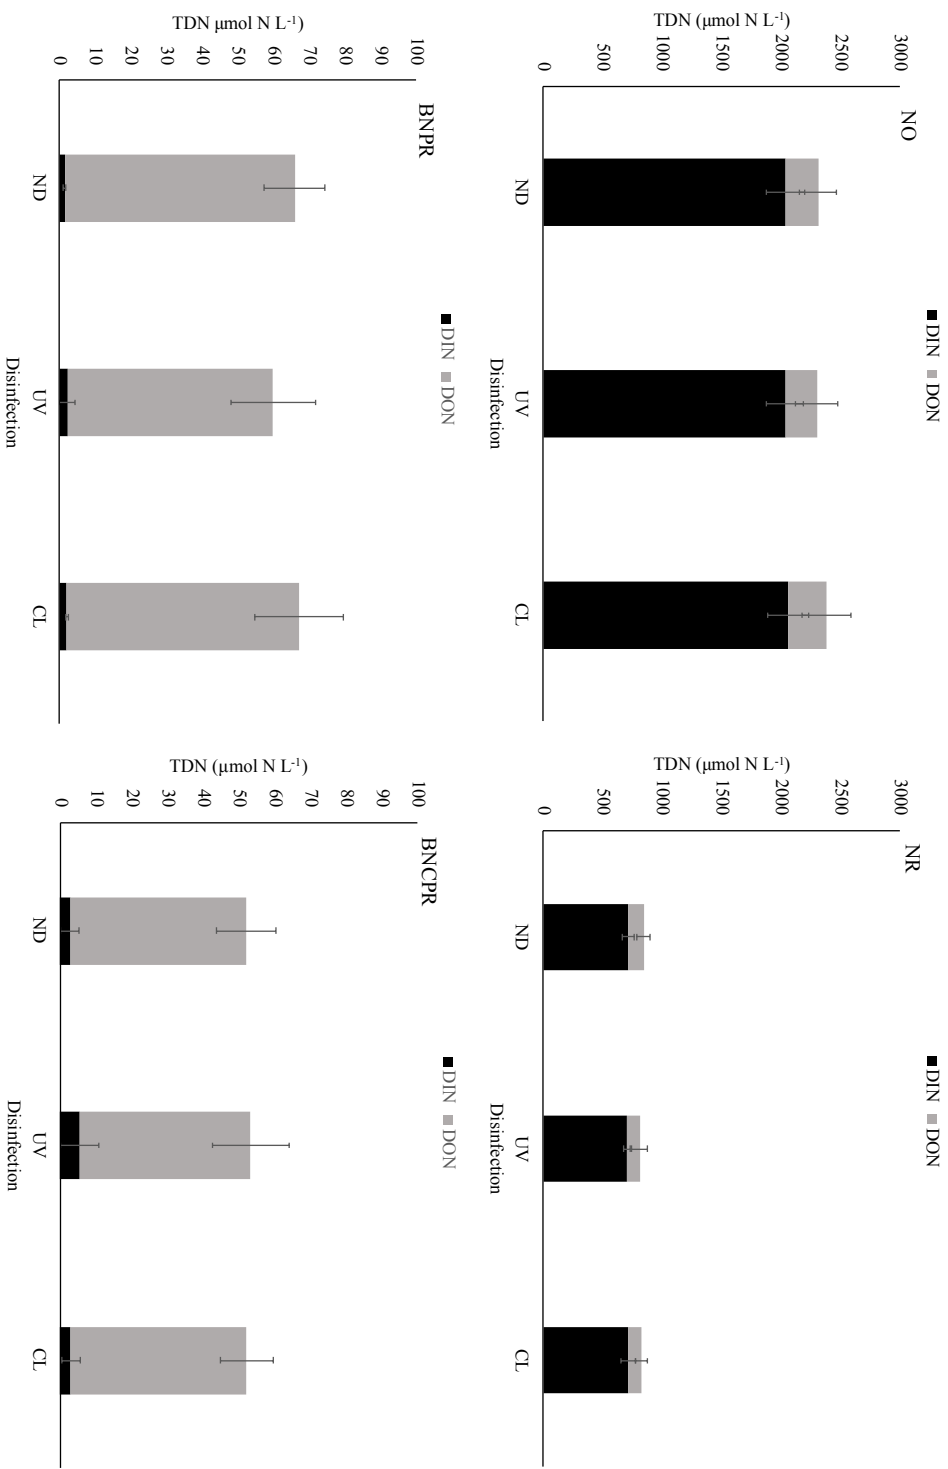 DIN DON
NO
TDN (μmol N L⁻¹)
3000
2500
2000
1500
1000
500
0
ND UV CL
Disinfection
DIN DON
NR
TDN (μmol N L⁻¹)
3000
2500
2000
1500
1000
500
0
ND UV CL
Disinfection
DIN DON
BNPR
TDN μmol N L⁻¹)
100
90
80
70
60
50
40
30
20
10
0
ND UV CL
Disinfection
DIN DON
BNCPR
TDN (μmol N L⁻¹)
100
90
80
70
60
50
40
30
20
10
0
ND UV CL
Disinfection